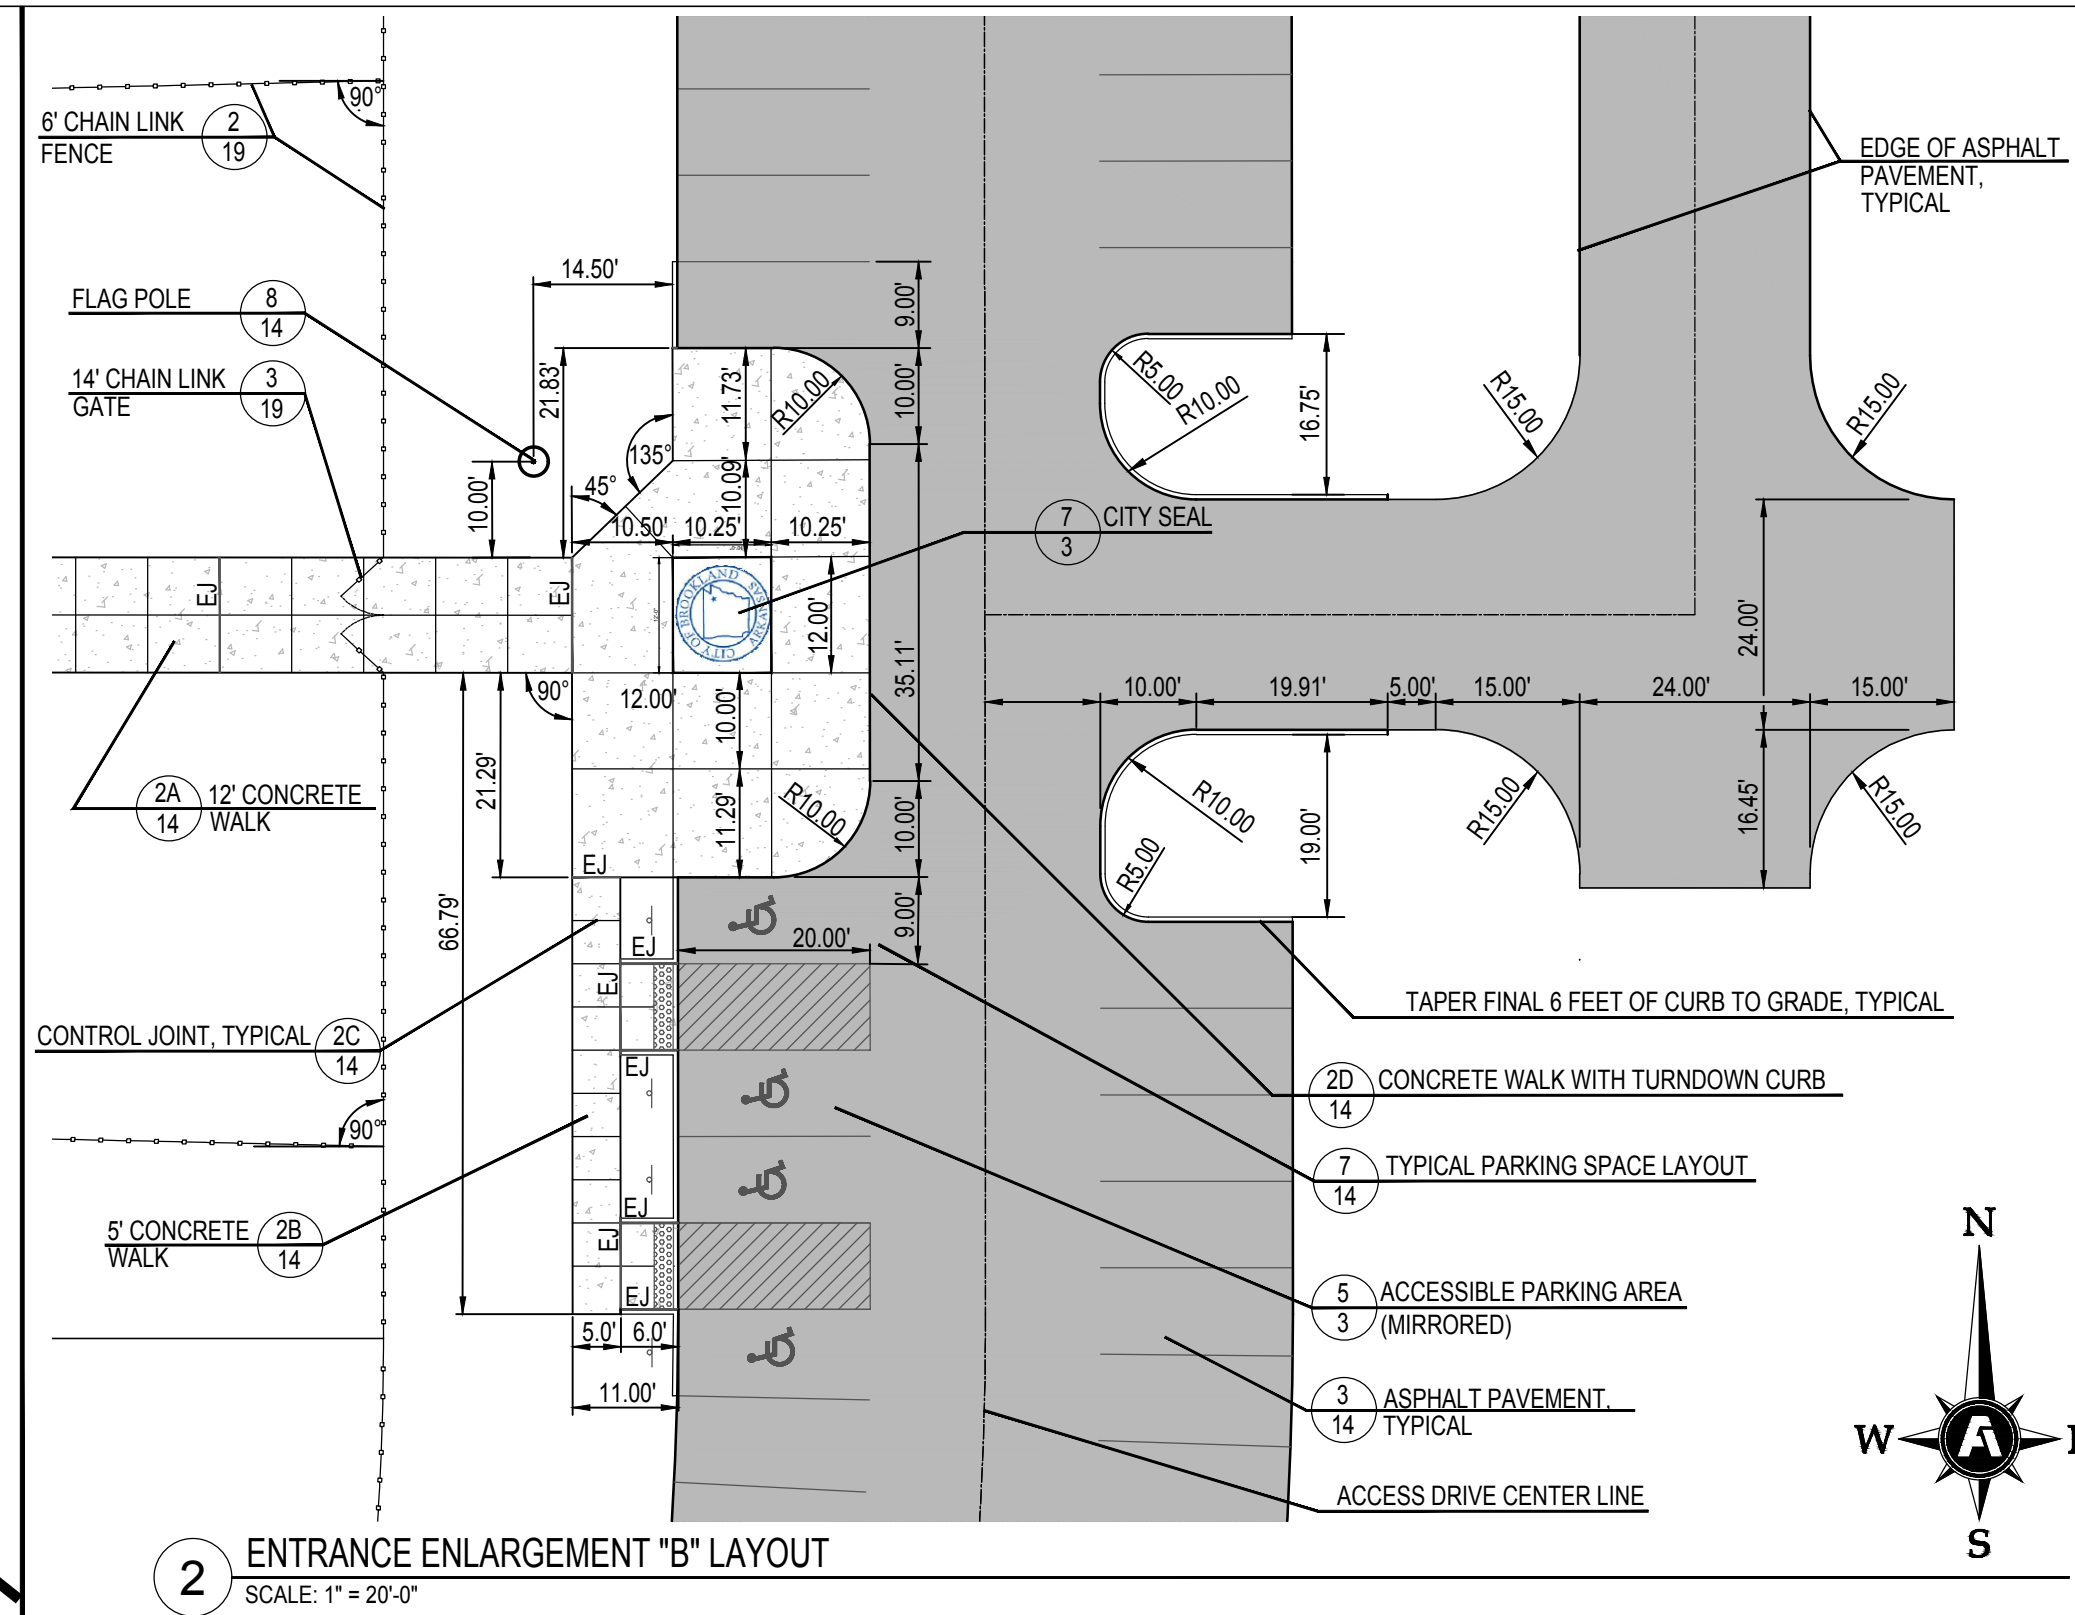 90°
6' CHAIN LINK
FENCE
2
19
EDGE OF ASPHALT
PAVEMENT,
TYPICAL
14.50'
FLAG POLE
8
14
9.00'
14' CHAIN LINK
GATE
3
19
21.83'
11.73'
R10.00
10.00'
R5.00
R10.00
16.75'
R15.00
R15.00
135°
45°
10.00'
10.09'
10.50'
10.25'
10.25'
7
3
CITY SEAL
EJ
EJ
CITY OF BROOKLAND
ARKANSAS
12.00'
35.11'
24.00'
90°
12.00'
10.00'
10.00'
19.91'
5.00'
15.00'
24.00'
15.00'
21.29'
2A
14
12' CONCRETE
WALK
11.29'
R10.00
10.00'
R10.00
R5.00
19.00'
R15.00
16.45'
R15.00
EJ
66.79'
9.00'
20.00'
EJ
EJ
TAPER FINAL 6 FEET OF CURB TO GRADE, TYPICAL
CONTROL JOINT, TYPICAL
2C
14
EJ
2D
14
CONCRETE WALK WITH TURNDOWN CURB
90°
7
14
TYPICAL PARKING SPACE LAYOUT
5' CONCRETE
WALK
2B
14
EJ
EJ
EJ
5
3
ACCESSIBLE PARKING AREA
(MIRRORED)
5.0'
6.0'
11.00'
3
14
ASPHALT PAVEMENT,
TYPICAL
ACCESS DRIVE CENTER LINE
N
W
S
2
ENTRANCE ENLARGEMENT "B" LAYOUT
SCALE: 1" = 20'-0"